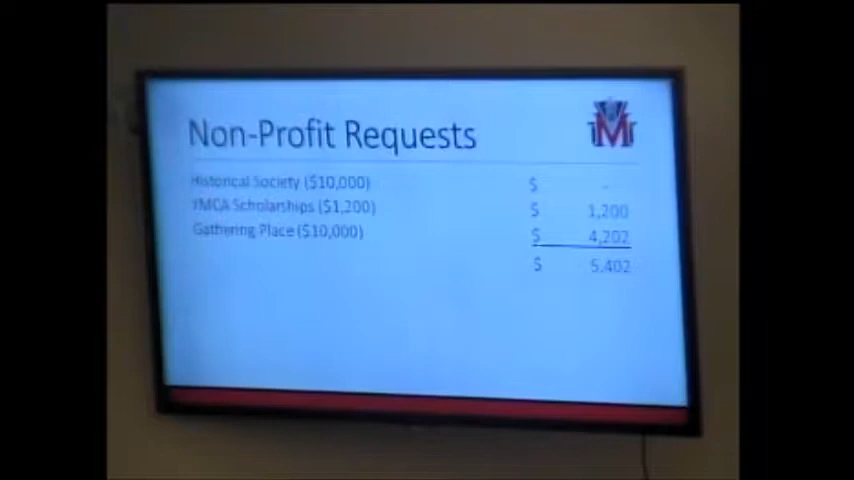 Non-Profit Requests
Historical Society ($10,000) $ -
YMCA Scholarships ($1,200) $ 1,200
Gathering Place ($10,000) $ 4,202
$ 5,402